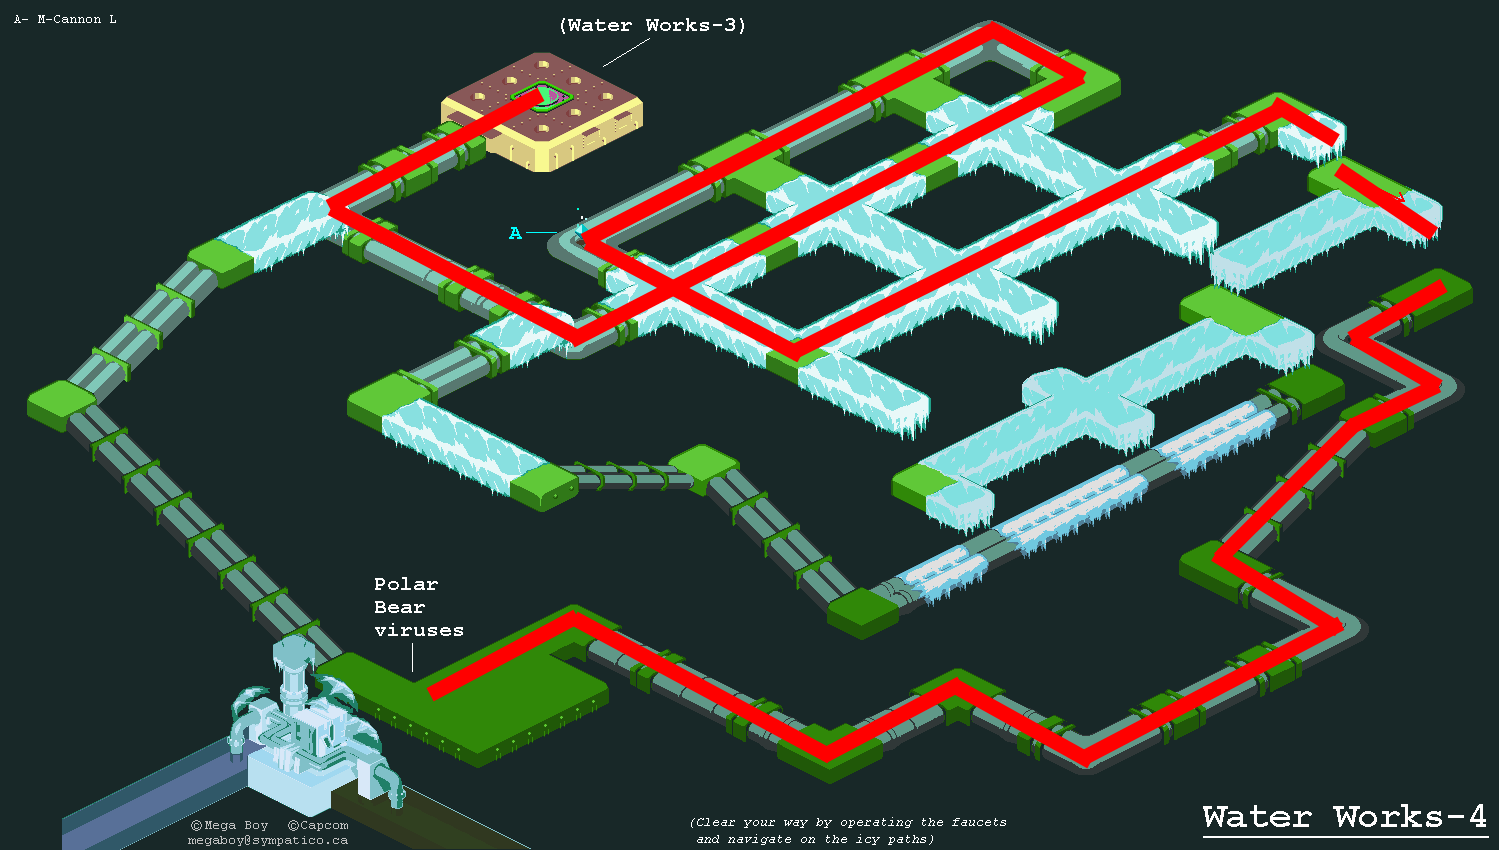 A- M-Cannon L
(Water Works-3)
A
Polar
Bear
viruses
Water Works-4
©Mega Boy ©Capcom
megaboy@sympatico.ca
(Clear your way by operating the faucets
and navigate on the icy paths)